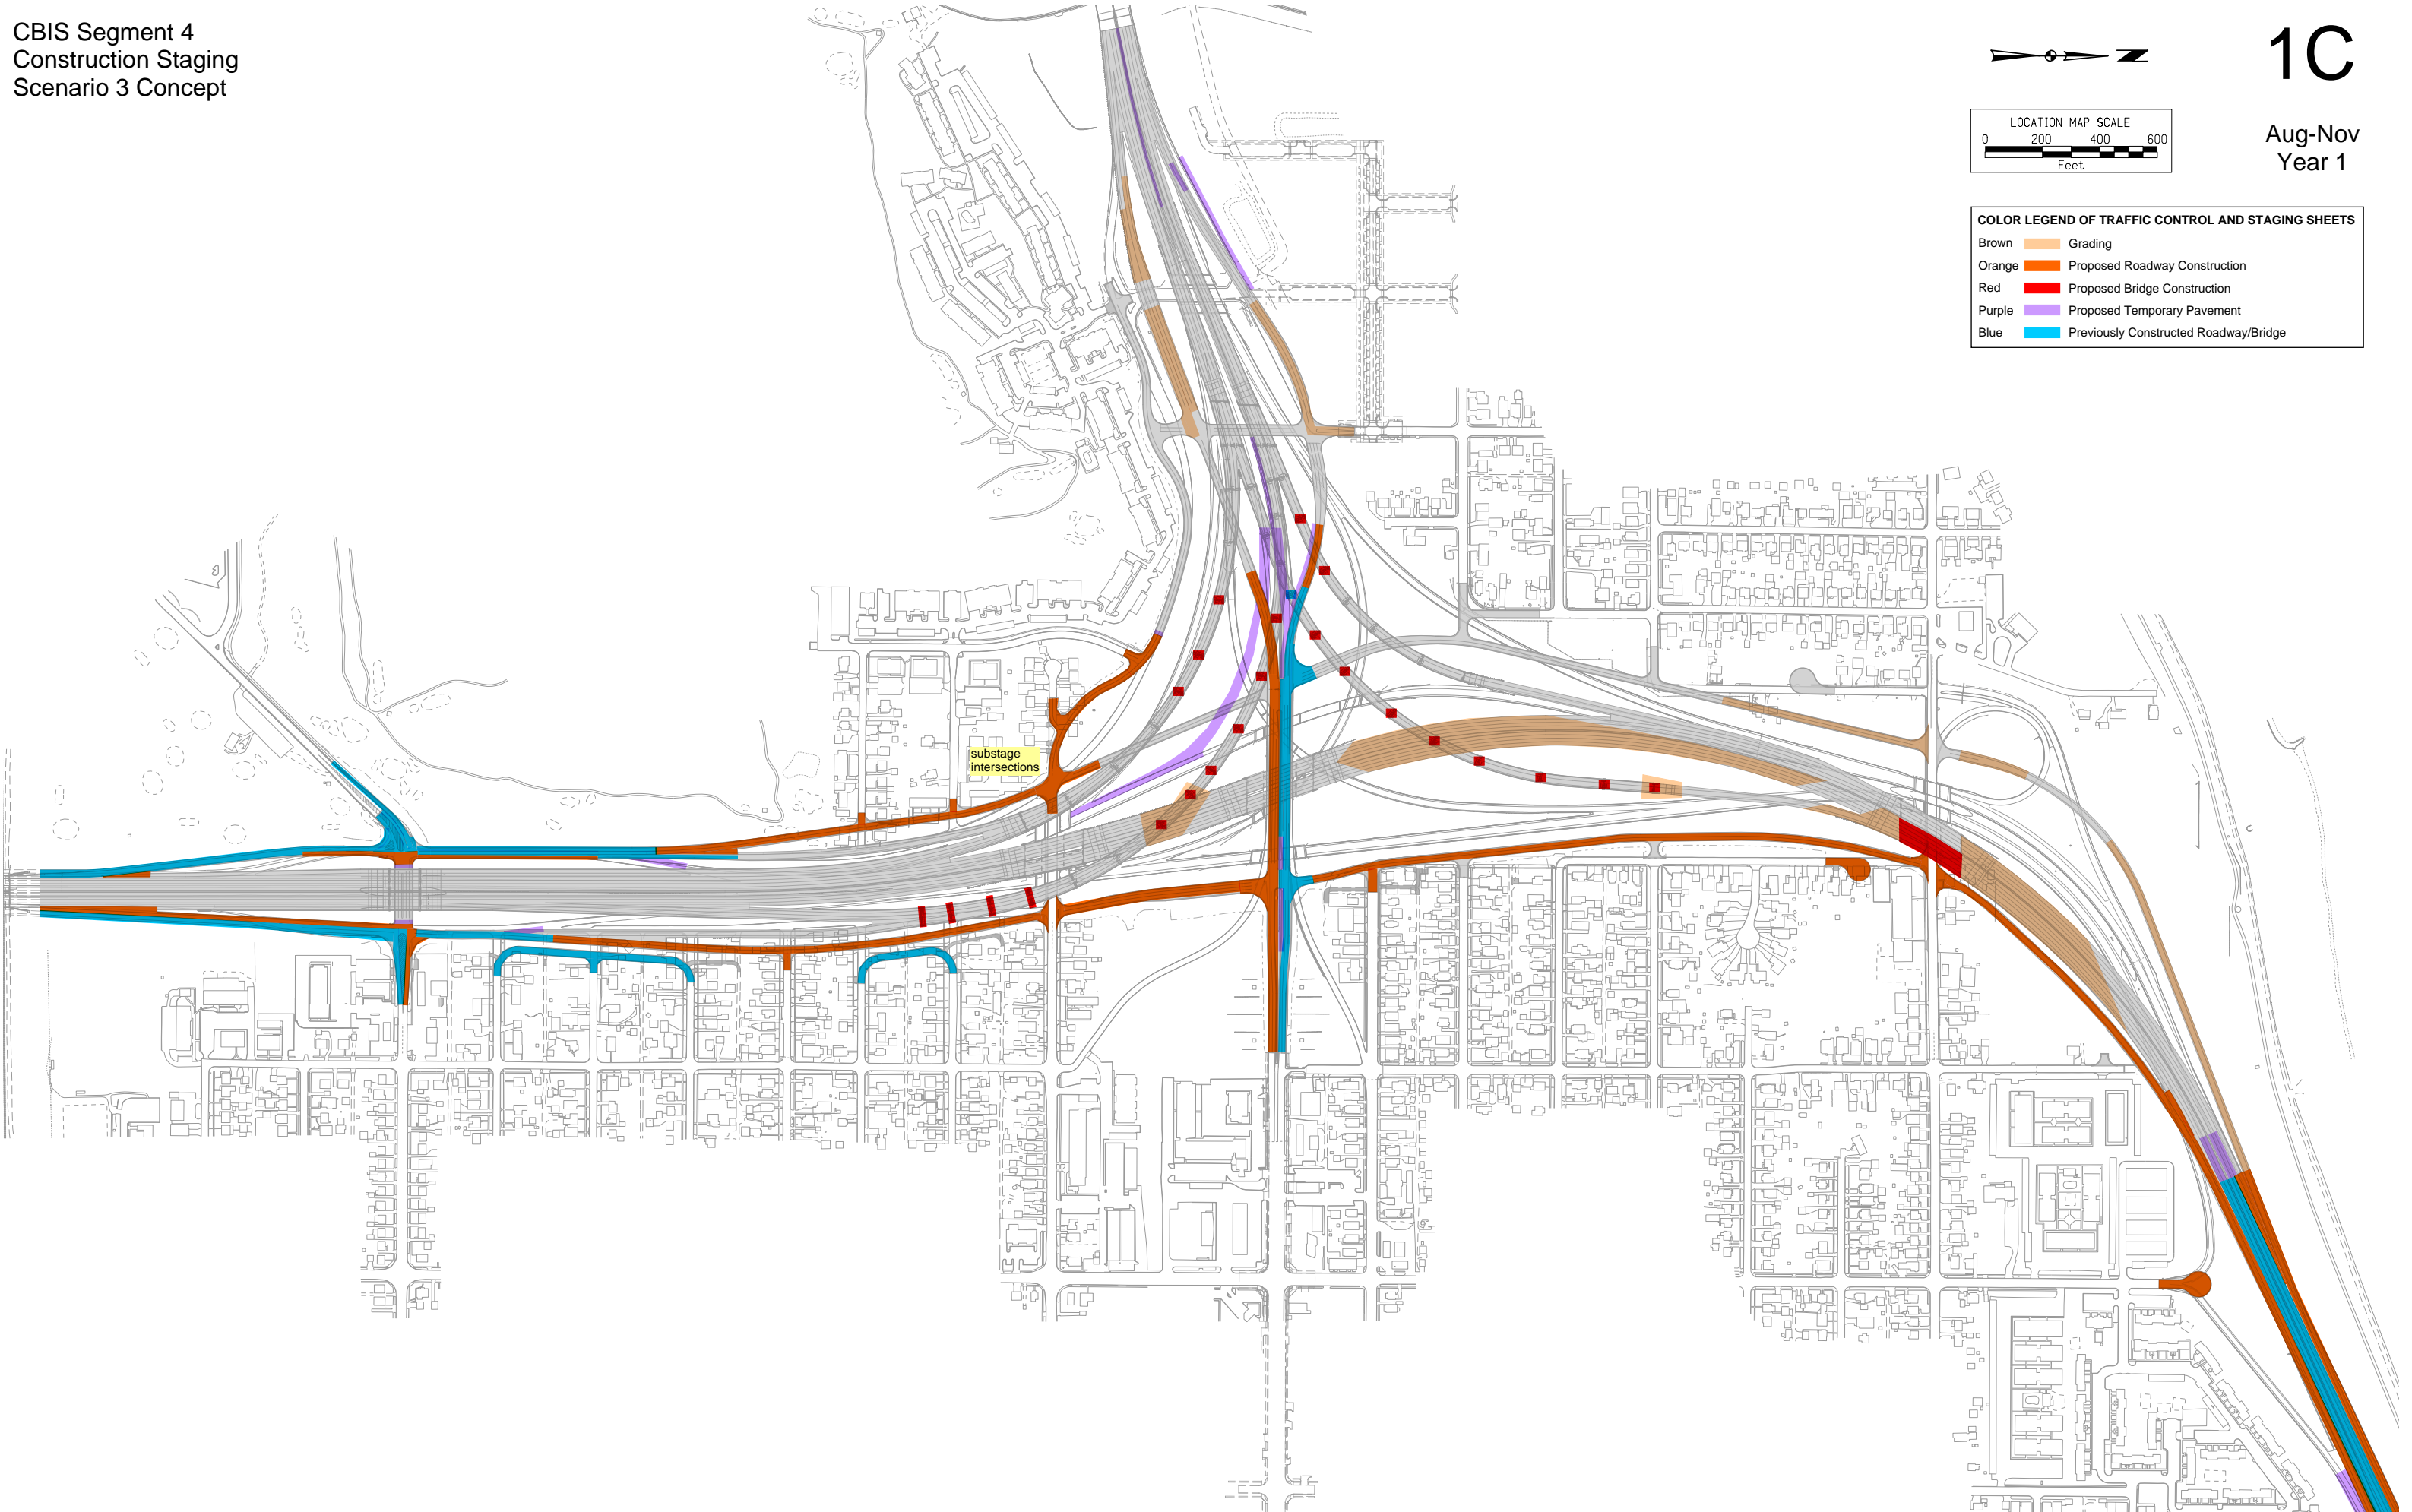 CBIS Segment 4
Construction Staging
Scenario 3 Concept
1C
Aug-Nov
Year 1
Z
LOCATION MAP SCALE
0 200 400 600
Feet
COLOR LEGEND OF TRAFFIC CONTROL AND STAGING SHEETS
Brown Grading
Orange Proposed Roadway Construction
Red Proposed Bridge Construction
Purple Proposed Temporary Pavement
Blue Previously Constructed Roadway/Bridge
substage
intersections